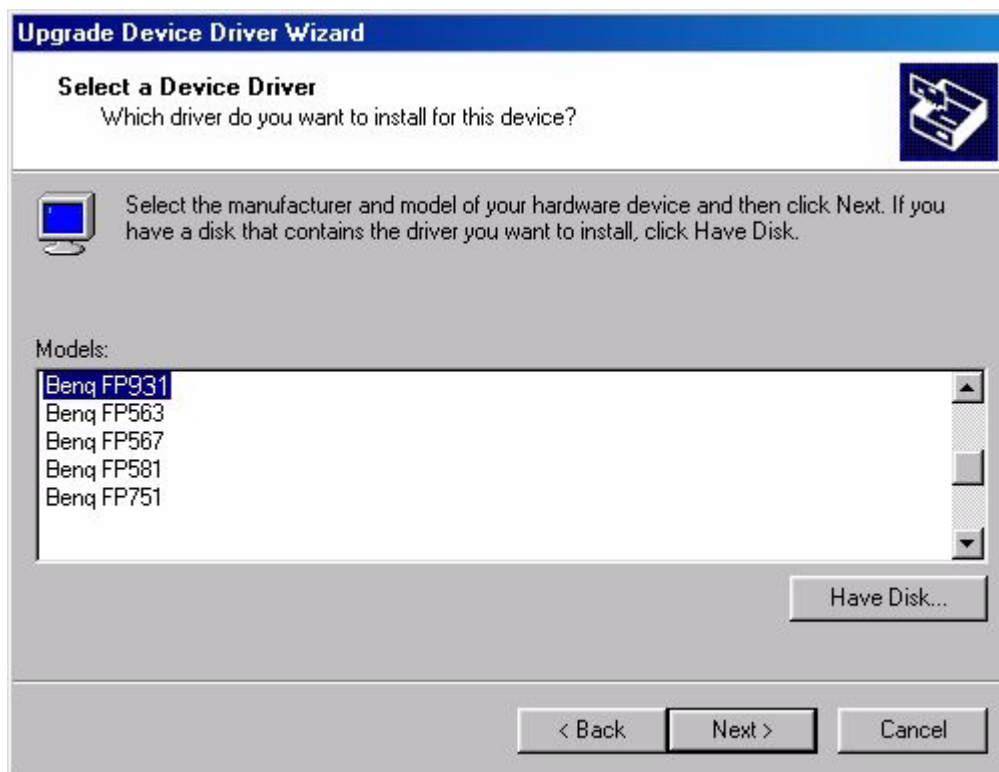 Upgrade Device Driver Wizard
Select a Device Driver
Which driver do you want to install for this device?
Select the manufacturer and model of your hardware device and then click Next. If you
have a disk that contains the driver you want to install, click Have Disk.
Models:
Benq FP931
Benq FP563
Benq FP567
Benq FP581
Benq FP751
Have Disk...
< Back
Next >
Cancel